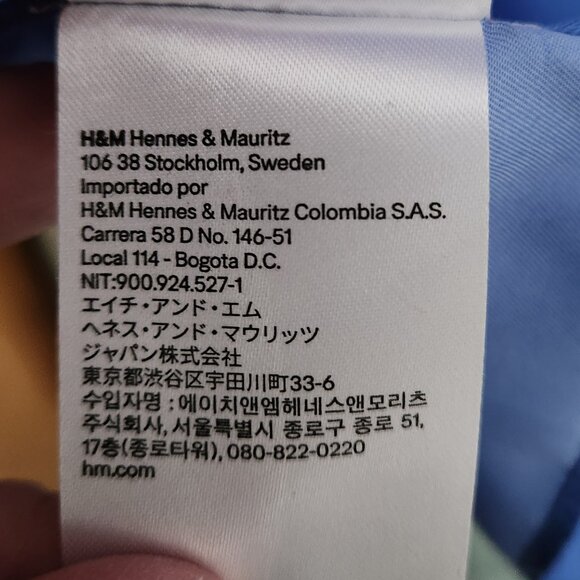 H&M Hennes & Mauritz
106 38 Stockholm, Sweden
Importado por
H&M Hennes & Mauritz Colombia S.A.S.
Carrera 58 D No. 146-51
Local 114 - Bogota D.C.
NIT:900.924.527-1
エイチ・アンド・エム
ヘネス・アンド・マウリッツ
ジャパン株式会社
東京都渋谷区宇田川町33-6
수입자명 : 에이치앤엠헤네스앤모리츠
주식회사, 서울특별시 종로구 종로 51,
17층(종로타워), 080-822-0220
hm.com